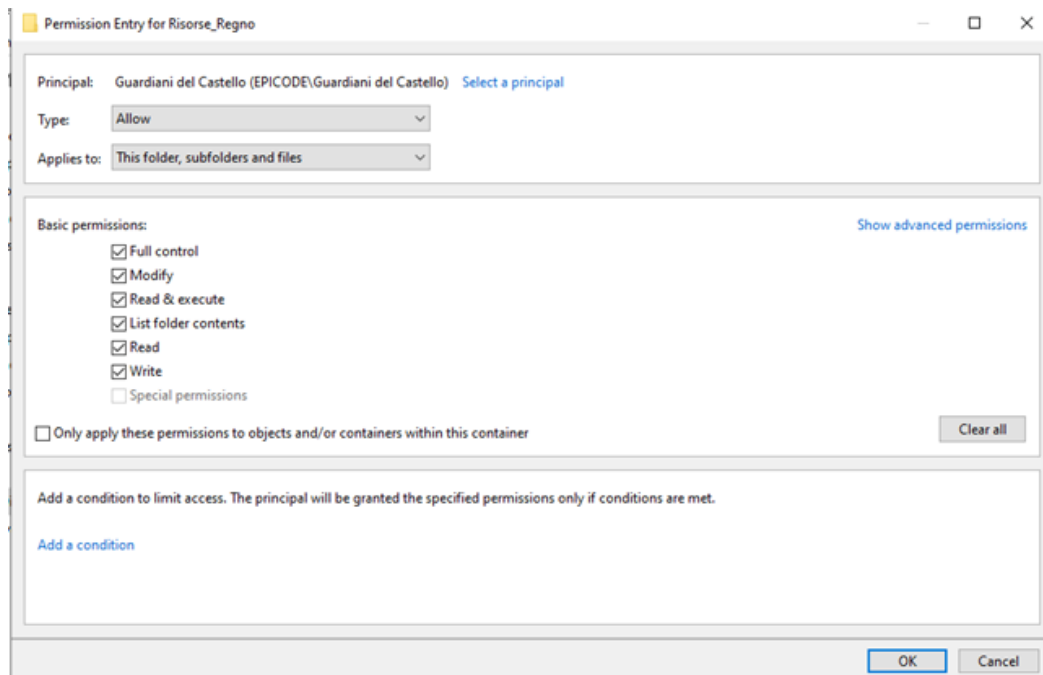 Permission Entry for Risorse_Regno
Principal: Guardiani del Castello (EPICODE\Guardiani del Castello) Select a principal
Type: Allow
Applies to: This folder, subfolders and files
Basic permissions: Show advanced permissions
Full control
Modify
Read & execute
List folder contents
Read
Write
Special permissions
Only apply these permissions to objects and/or containers within this container Clear all
Add a condition to limit access. The principal will be granted the specified permissions only if conditions are met.
Add a condition
OK Cancel